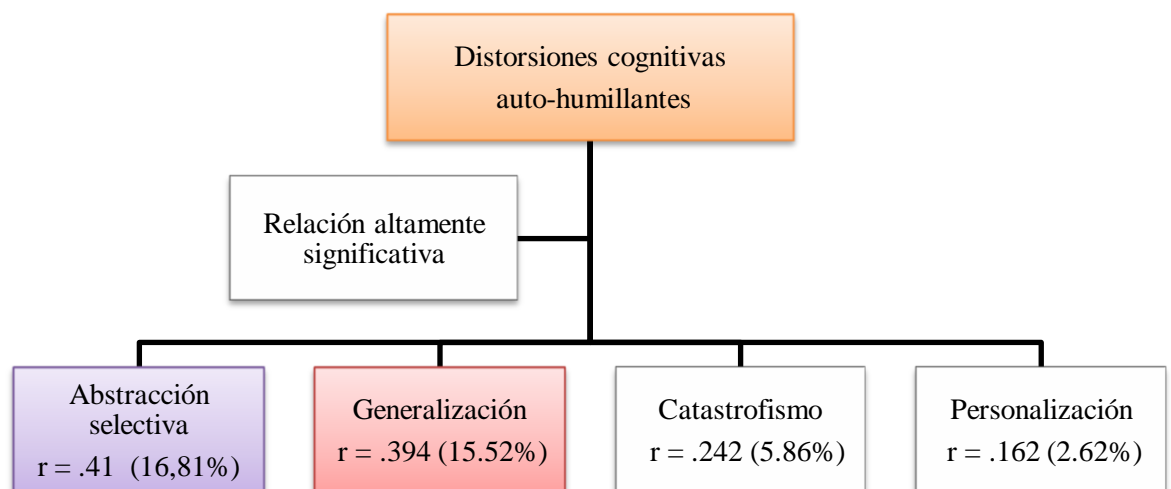 Distorsiones cognitivas
auto-humillantes
Relación altamente
significativa
Abstracción
selectiva
r = .41 (16,81%)
Generalización
r = .394 (15.52%)
Catastrofismo
r = .242 (5.86%)
Personalización
r = .162 (2.62%)